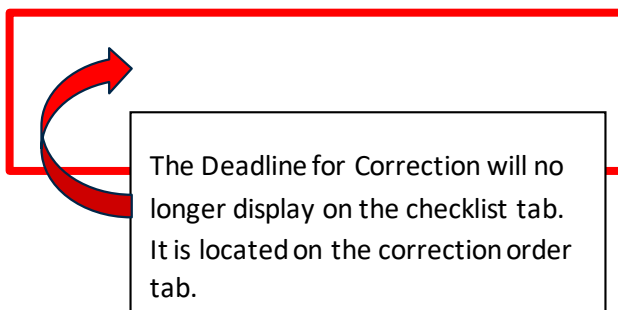 The Deadline for Correction will no
longer display on the checklist tab.
It is located on the correction order
tab.